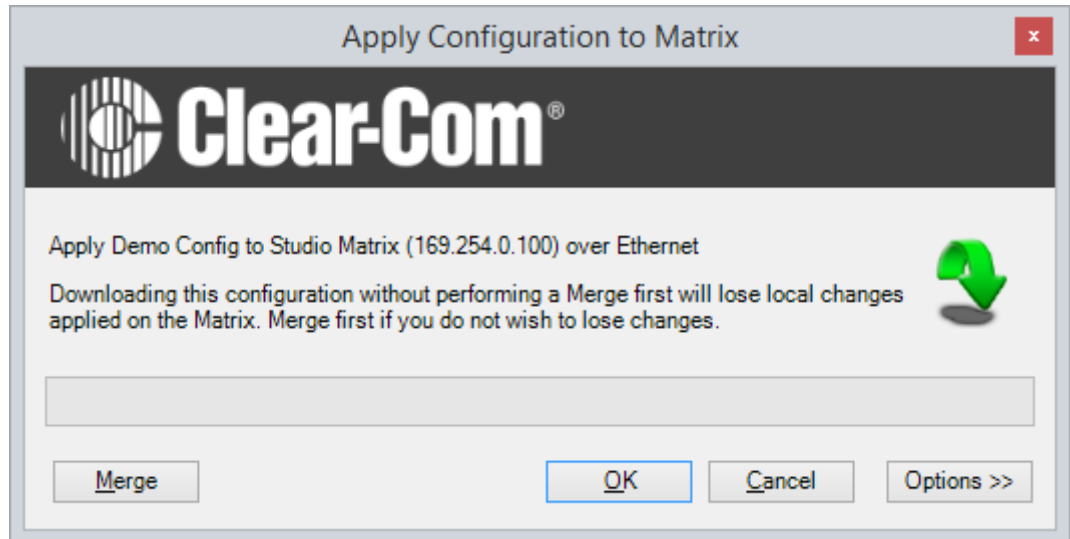 Apply Configuration to Matrix
x
Clear-Com®
Apply Demo Config to Studio Matrix (169.254.0.100) over Ethernet
Downloading this configuration without performing a Merge first will lose local changes
applied on the Matrix. Merge first if you do not wish to lose changes.
Merge
OK
Cancel
Options >>